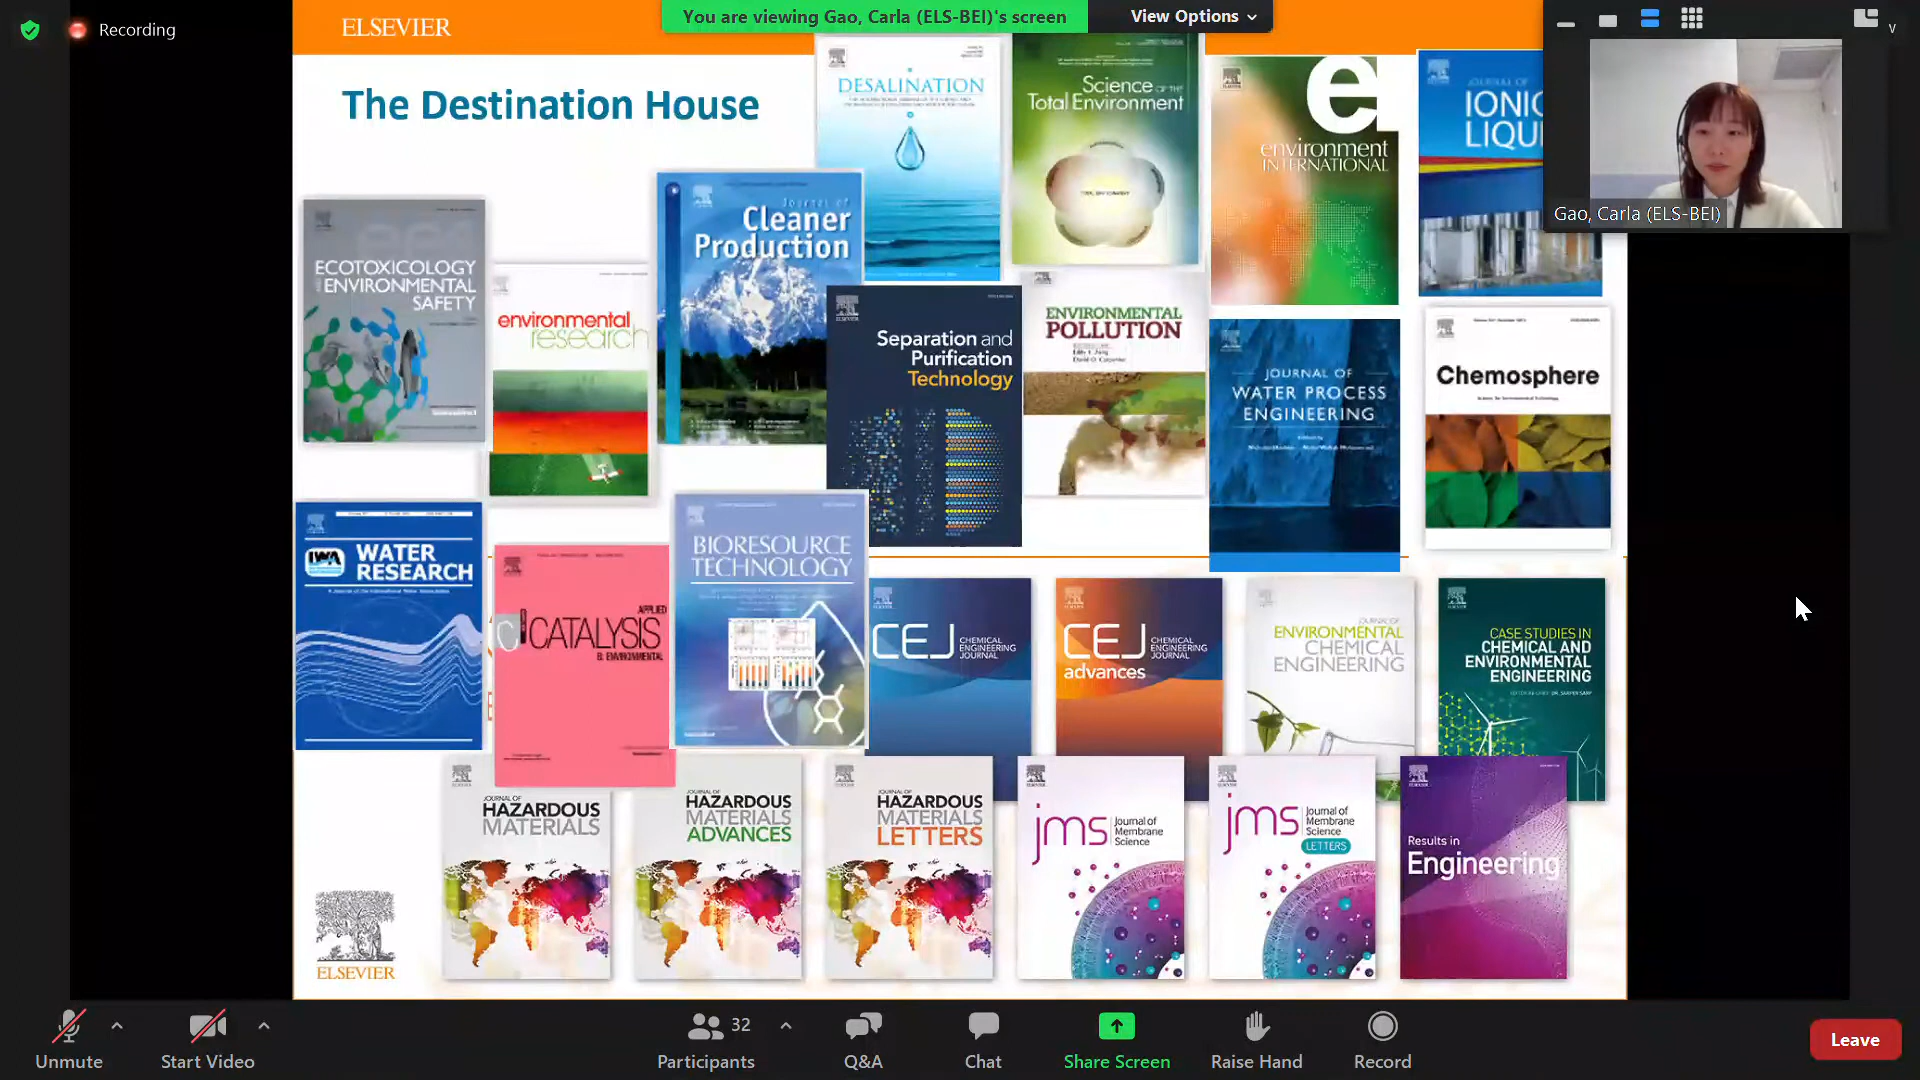 Recording
You are viewing Gao, Carla (ELS-BEI)'s screen
View Options
ELSEVIER
The Destination House
Gao, Carla (ELS-BEI)
DESALINATION
Science OF THE
Total Environment
e
environment
INTERNATIONAL
JOURNAL OF
IONIC
LIQU
ECOTOXICOLOGY
AND ENVIRONMENTAL
SAFETY
environmental
research
Journal of
Cleaner
Production
Separation and
Purification
Technology
ENVIRONMENTAL
POLLUTION
JOURNAL OF
WATER PROCESS
ENGINEERING
Chemosphere
IWA
WATER
RESEARCH
APPLIED
CATALYSIS
B: ENVIRONMENTAL
BIORESOURCE
TECHNOLOGY
CEJ CHEMICAL
ENGINEERING
JOURNAL
CEJ CHEMICAL
ENGINEERING
JOURNAL
advances
JOURNAL OF
ENVIRONMENTAL
CHEMICAL
ENGINEERING
CASE STUDIES IN
CHEMICAL AND
ENVIRONMENTAL
ENGINEERING
JOURNAL OF
HAZARDOUS
MATERIALS
JOURNAL OF
HAZARDOUS
MATERIALS
ADVANCES
JOURNAL OF
HAZARDOUS
MATERIALS
LETTERS
jms Journal of
Membrane
Science
jms Journal of
Membrane
Science
LETTERS
Results in
Engineering
ELSEVIER
Unmute
Start Video
32
Participants
Q&A
Chat
Share Screen
Raise Hand
Record
Leave